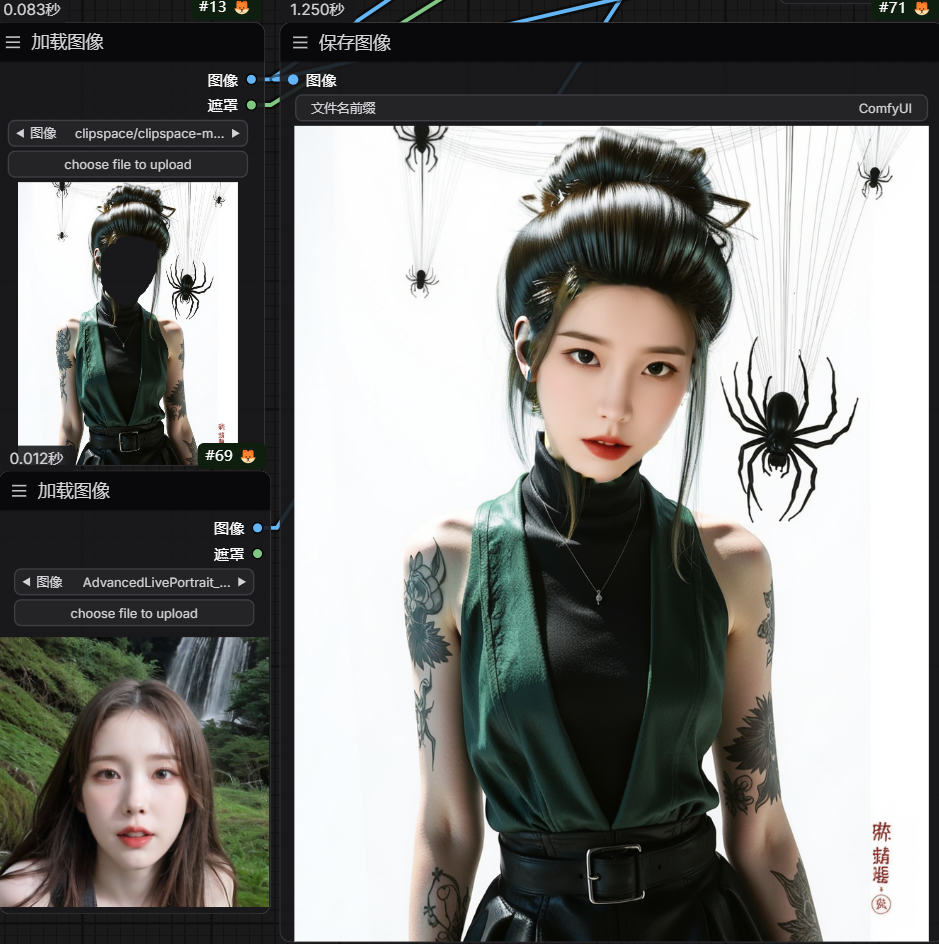 0.083秒
#13
1.250秒
#71
加载图像
图像
遮罩
图像 clipspace/clipspace-m...
choose file to upload
0.012秒
#69
加载图像
图像
遮罩
图像 AdvancedLivePortrait_...
choose file to upload
保存图像
图像
文件名前缀 ComfyUI